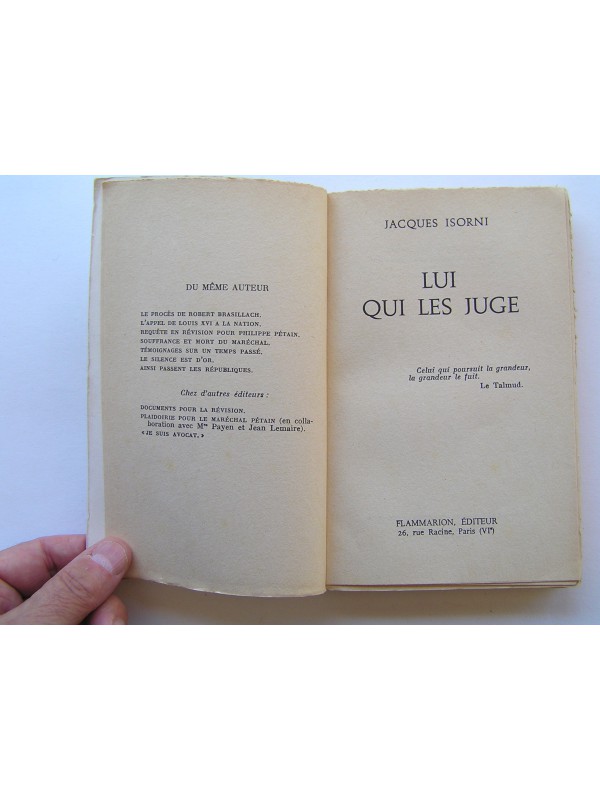 DU MÊME AUTEUR
LE PROCÈS DE ROBERT BRASILLACH.
L'APPEL DE LOUIS XVI A LA NATION.
REQUÊTE EN RÉVISION POUR PHILIPPE PÉTAIN.
SOUFFRANCE ET MORT DU MARÉCHAL.
TÉMOIGNAGES SUR UN TEMPS PASSÉ.
LE SILENCE EST D'OR.
AINSI PASSENT LES RÉPUBLIQUES.
Chez d'autres éditeurs :
DOCUMENTS POUR LA RÉVISION.
PLAIDOIRIE POUR LE MARÉCHAL PÉTAIN (en colla-
boration avec Mes Payen et Jean Lemaire).
«JE SUIS AVOCAT.»
JACQUES ISORNI
LUI
QUI LES JUGE
Celui qui poursuit la grandeur,
la grandeur le fuit.
Le Talmud.
FLAMMARION, ÉDITEUR
26, rue Racine, Paris (VIe)